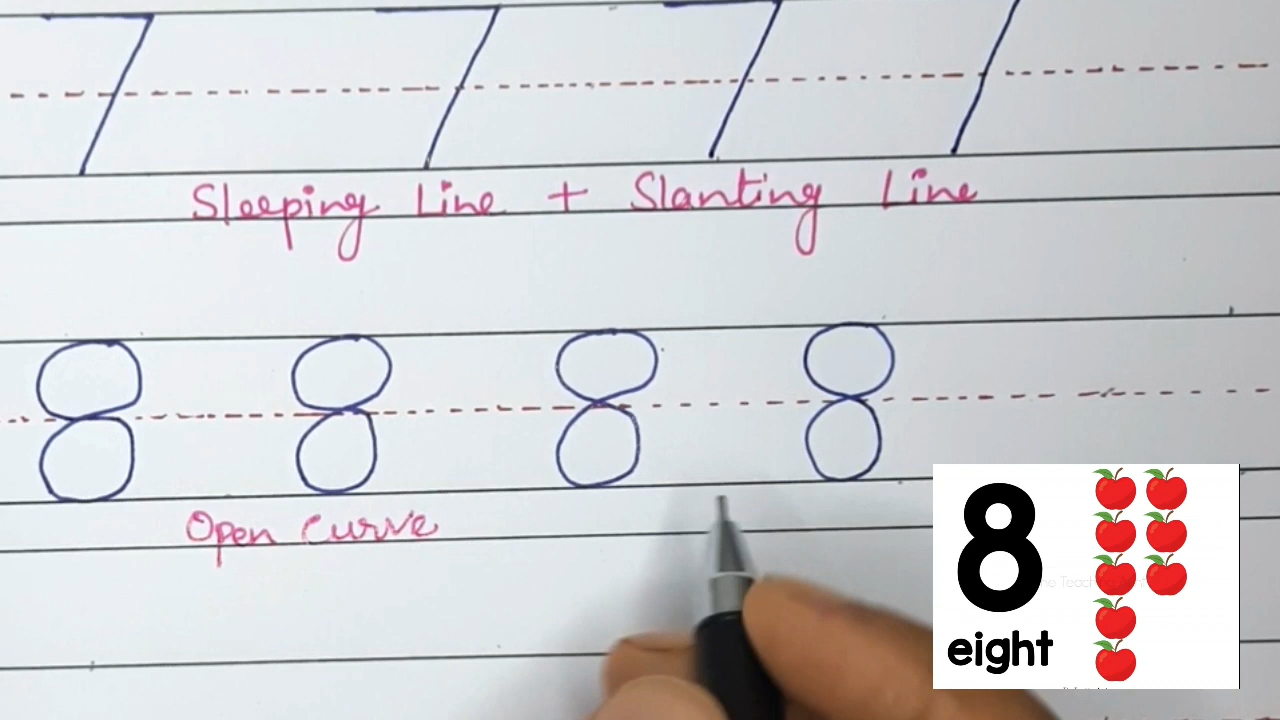 7 7 7 7
Sleeping Line + Slanting Line
8 8 8 8
Open Curve
8
eight